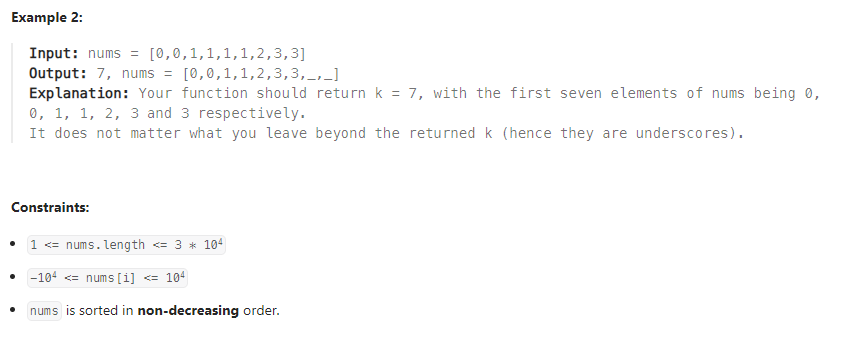 Example 2:
Input: nums = [0,0,1,1,1,1,2,3,3]
Output: 7, nums = [0,0,1,1,2,3,3,_,_]
Explanation: Your function should return k = 7, with the first seven elements of nums being 0,
0, 1, 1, 2, 3 and 3 respectively.
It does not matter what you leave beyond the returned k (hence they are underscores).
Constraints:
• 1 <= nums.length <= 3 * 10⁴
• -10⁴ <= nums[i] <= 10⁴
• nums is sorted in non-decreasing order.